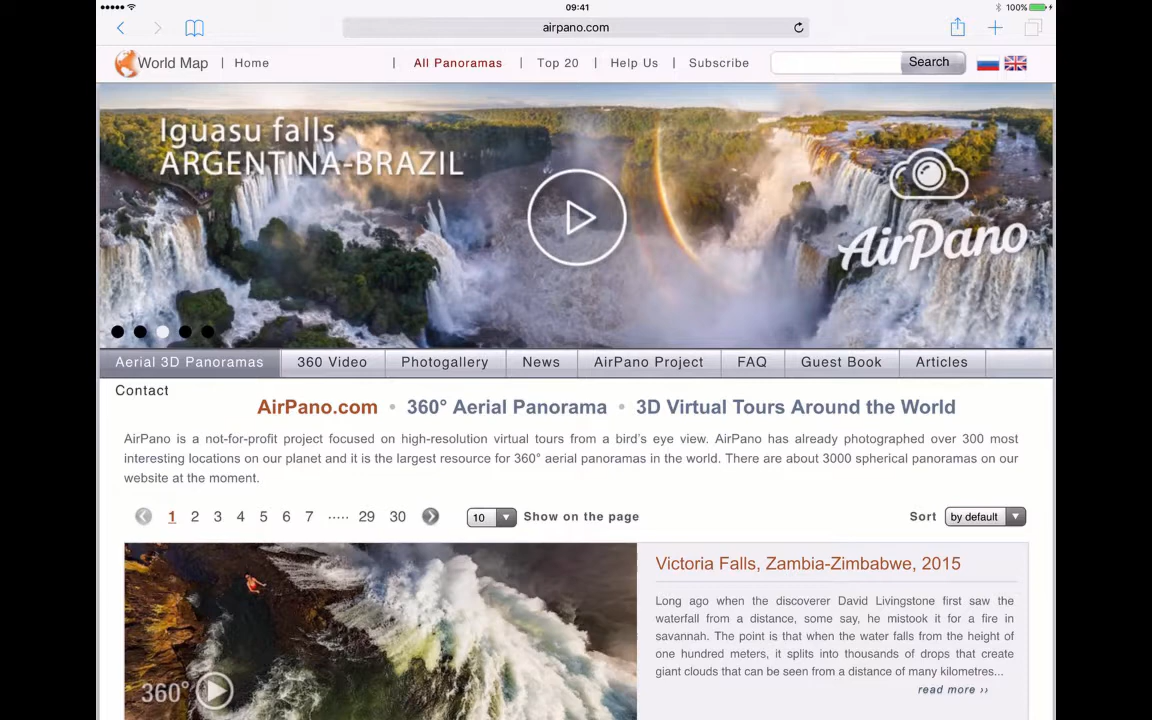 09:41
100%
airpano.com
World Map | Home | All Panoramas | Top 20 | Help Us | Subscribe Search
Iguasu falls
ARGENTINA-BRAZIL
AirPano
Aerial 3D Panoramas 360 Video Photogallery News AirPano Project FAQ Guest Book Articles
Contact
AirPano.com • 360° Aerial Panorama • 3D Virtual Tours Around the World
AirPano is a not-for-profit project focused on high-resolution virtual tours from a bird's eye view. AirPano has already photographed over 300 most
interesting locations on our planet and it is the largest resource for 360° aerial panoramas in the world. There are about 3000 spherical panoramas on our
website at the moment.
1 2 3 4 5 6 7 ..... 29 30 10 Show on the page Sort by default
Victoria Falls, Zambia-Zimbabwe, 2015
Long ago when the discoverer David Livingstone first saw the
waterfall from a distance, some say, he mistook it for a fire in
savannah. The point is that when the water falls from the height of
one hundred meters, it splits into thousands of drops that create
giant clouds that can be seen from a distance of many kilometres...
read more ››
360°